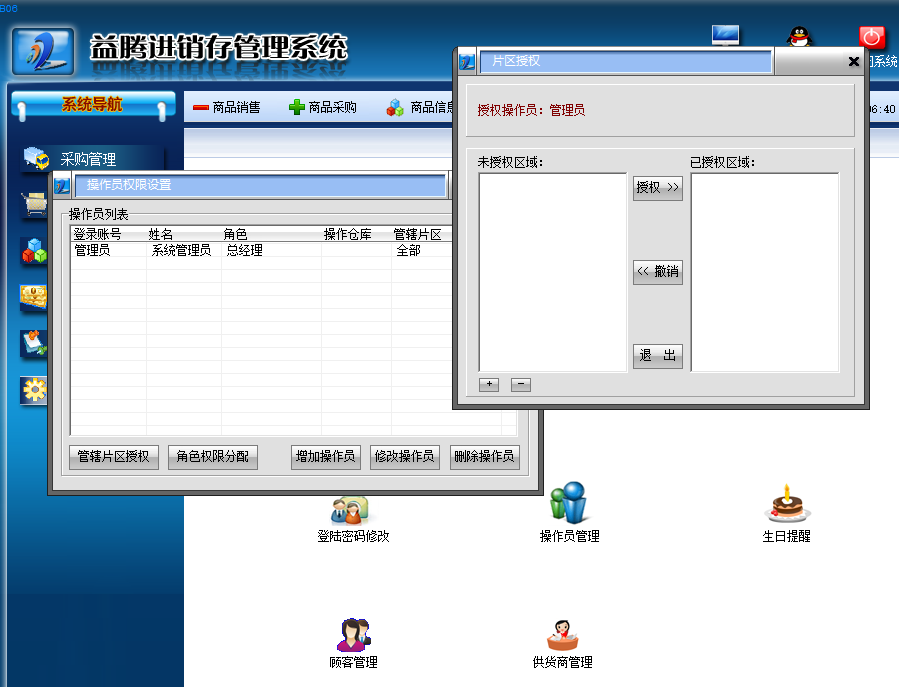 B06
益腾进销存管理系统
系统
系统导航
商品销售
商品采购
商品信息
06:40
采购管理
片区授权
授权操作员：管理员
未授权区域：
已授权区域：
授权 >>
<< 撤销
退 出
+
-
操作员权限设置
操作员列表
登录账号 姓名 角色 操作仓库 管辖片区
管理员 系统管理员 总经理 全部
管辖片区授权
角色权限分配
增加操作员
修改操作员
删除操作员
登陆密码修改
操作员管理
生日提醒
顾客管理
供货商管理